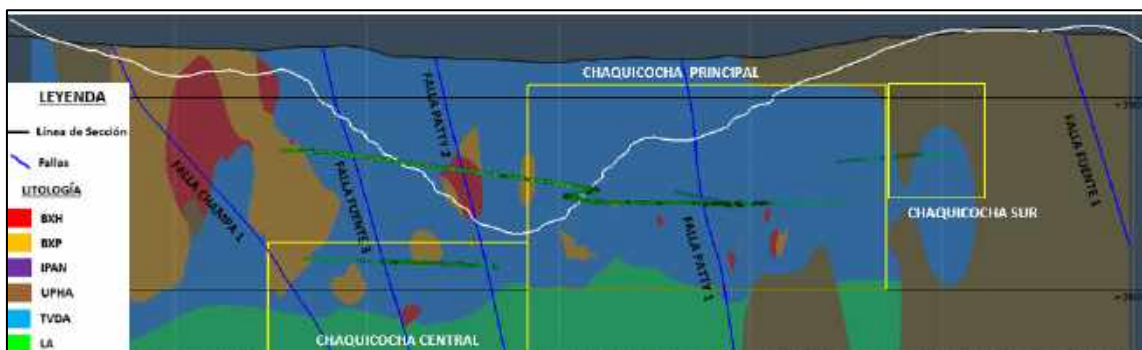 CHAQUICOCHA PRINCIPAL
LEYENDA
Línea de Sección
Fallas
LITOLOGÍA
BXH
BXP
IPAN
UPHA
TVDA
LA
FALLA CHAMPA 1
FALLA FUENTE 3
FALLA PATTY 2
FALLA PATTY 1
FALLA FUENTE 1
CHAQUICOCHA SUR
CHAQUICOCHA CENTRAL